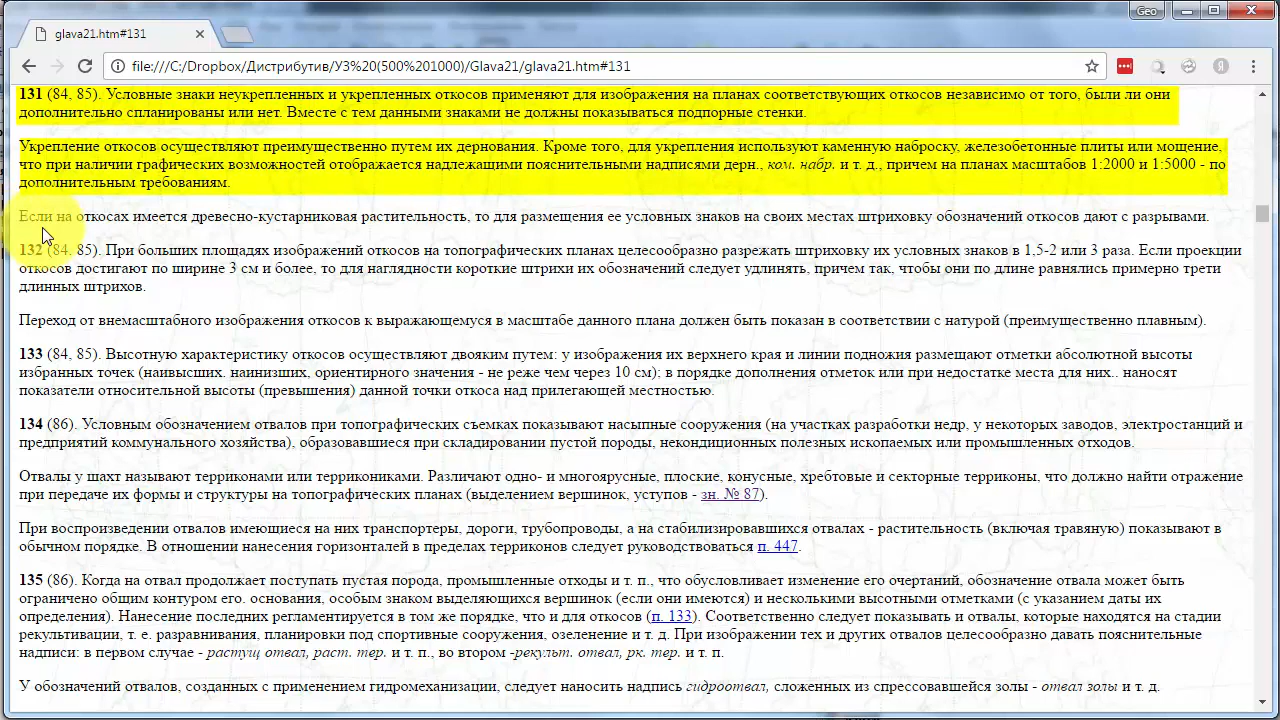 Geo
glava21.htm#131
file:///C:/Dropbox/Дистрибутив/УЗ%20(500%201000)/Glava21/glava21.htm#131
131 (84, 85). Условные знаки неукрепленных и укрепленных откосов применяют для изображения на планах соответствующих откосов независимо от того, были ли они
дополнительно спланированы или нет. Вместе с тем данными знаками не должны показываться подпорные стенки.
Укрепление откосов осуществляют преимущественно путем их дернования. Кроме того, для укрепления используют каменную наброску, железобетонные плиты или мощение,
что при наличии графических возможностей отображается надлежащими пояснительными надписями дерн., ком. набр. и т. д., причем на планах масштабов 1:2000 и 1:5000 - по
дополнительным требованиям.
Если на откосах имеется древесно-кустарниковая растительность, то для размещения ее условных знаков на своих местах штриховку обозначений откосов дают с разрывами.
132 (84, 85). При больших площадях изображений откосов на топографических планах целесообразно разрежать штриховку их условных знаков в 1,5-2 или 3 раза. Если проекции
откосов достигают по ширине 3 см и более, то для наглядности короткие штрихи их обозначений следует удлинять, причем так, чтобы они по длине равнялись примерно трети
длинных штрихов.
Переход от внемасштабного изображения откосов к выражающемуся в масштабе данного плана должен быть показан в соответствии с натурой (преимущественно плавным).
133 (84, 85). Высотную характеристику откосов осуществляют двояким путем: у изображения их верхнего края и линии подножия размещают отметки абсолютной высоты
избранных точек (наивысших. наинизших, ориентирного значения - не реже чем через 10 см); в порядке дополнения отметок или при недостатке места для них.. наносят
показатели относительной высоты (превышения) данной точки откоса над прилегающей местностью.
134 (86). Условным обозначением отвалов при топографических съемках показывают насыпные сооружения (на участках разработки недр, у некоторых заводов, электростанций и
предприятий коммунального хозяйства), образовавшиеся при складировании пустой породы, некондиционных полезных ископаемых или промышленных отходов.
Отвалы у шахт называют терриконами или террикониками. Различают одно- и многоярусные, плоские, конусные, хребтовые и секторные терриконы, что должно найти отражение
при передаче их формы и структуры на топографических планах (выделением вершинок, уступов - зн. № 87).
При воспроизведении отвалов имеющиеся на них транспортеры, дороги, трубопроводы, а на стабилизировавшихся отвалах - растительность (включая травяную) показывают в
обычном порядке. В отношении нанесения горизонталей в пределах терриконов следует руководствоваться п. 447.
135 (86). Когда на отвал продолжает поступать пустая порода, промышленные отходы и т. п., что обусловливает изменение его очертаний, обозначение отвала может быть
ограничено общим контуром его. основания, особым знаком выделяющихся вершинок (если они имеются) и несколькими высотными отметками (с указанием даты их
определения). Нанесение последних регламентируется в том же порядке, что и для откосов (п. 133). Соответственно следует показывать и отвалы, которые находятся на стадии
рекультивации, т. е. разравнивания, планировки под спортивные сооружения, озеленение и т. д. При изображении тех и других отвалов целесообразно давать пояснительные
надписи: в первом случае - растущ отвал, раст. тер. и т. п., во втором -рекульт. отвал, рк. тер. и т. п.
У обозначений отвалов, созданных с применением гидромеханизации, следует наносить надпись гидроотвал, сложенных из спрессовавшейся золы - отвал золы и т. д.